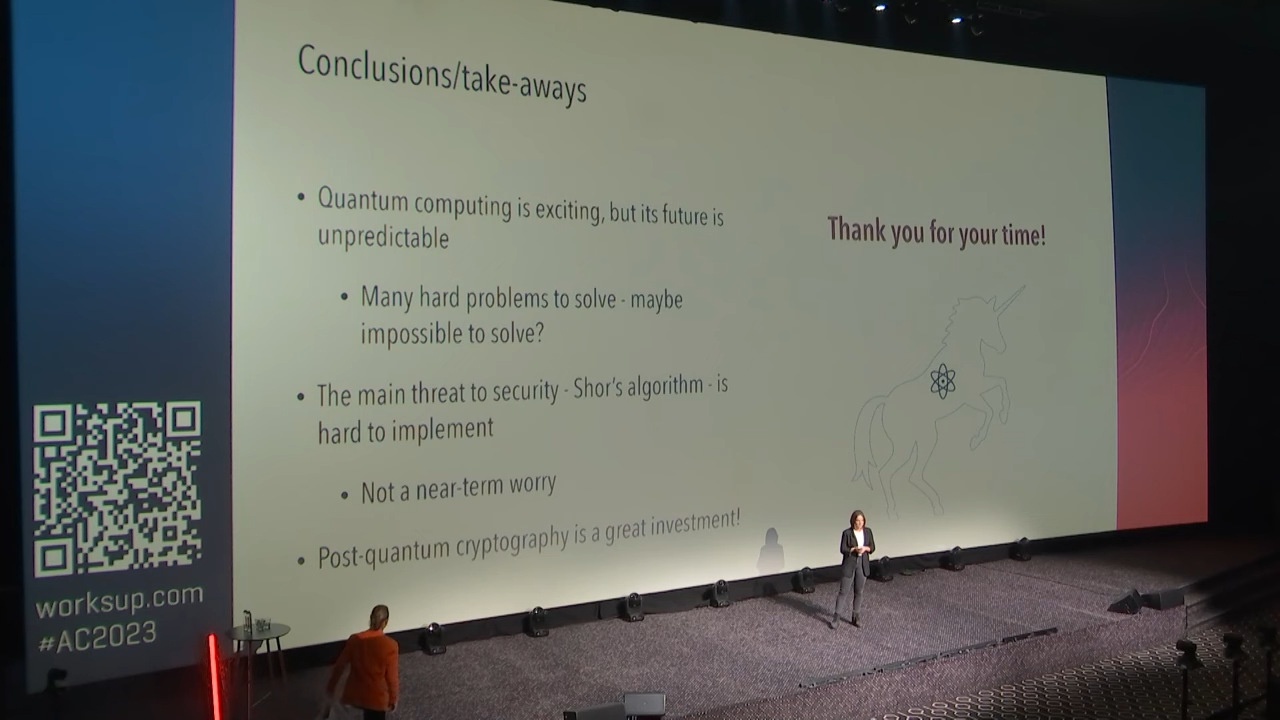 Conclusions/take-aways
• Quantum computing is exciting, but its future is
unpredictable
• Many hard problems to solve - maybe
impossible to solve?
• The main threat to security - Shor's algorithm - is
hard to implement
• Not a near-term worry
• Post-quantum cryptography is a great investment!
Thank you for your time!
worksup.com
#AC2023